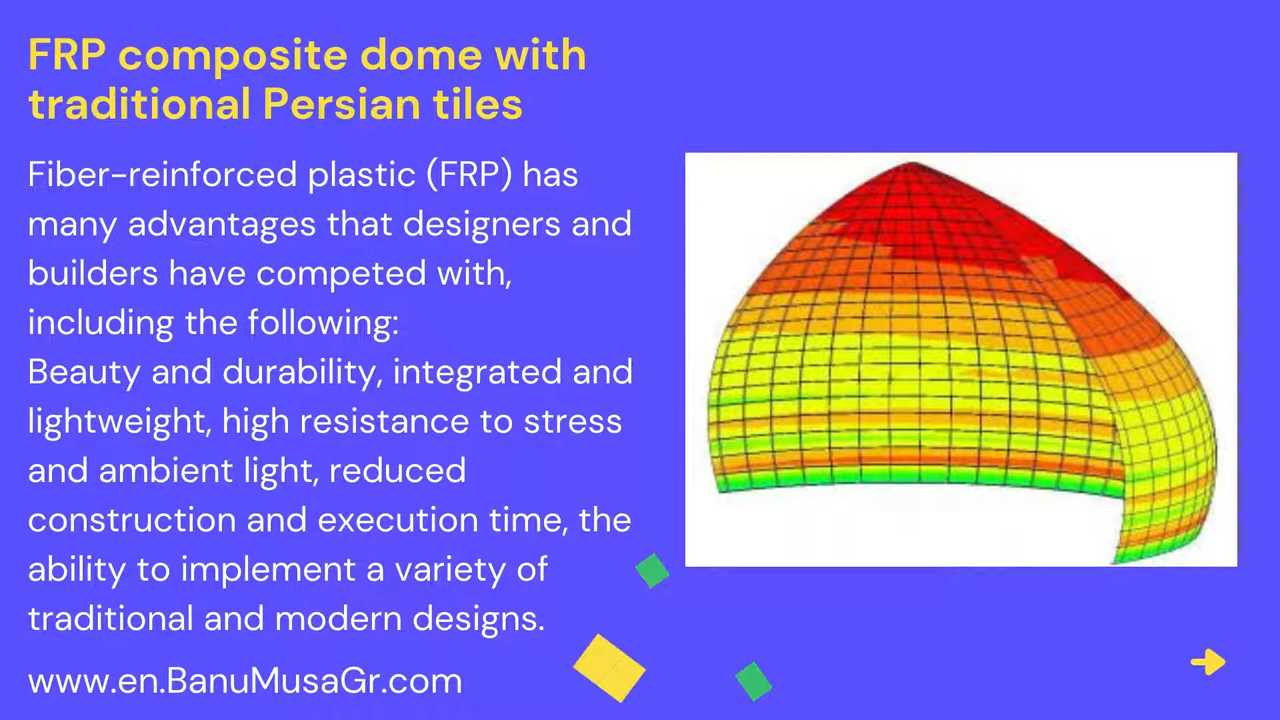 FRP composite dome with
traditional Persian tiles
Fiber-reinforced plastic (FRP) has
many advantages that designers and
builders have competed with,
including the following:
Beauty and durability, integrated and
lightweight, high resistance to stress
and ambient light, reduced
construction and execution time, the
ability to implement a variety of
traditional and modern designs.
www.en.BanuMusaGr.com